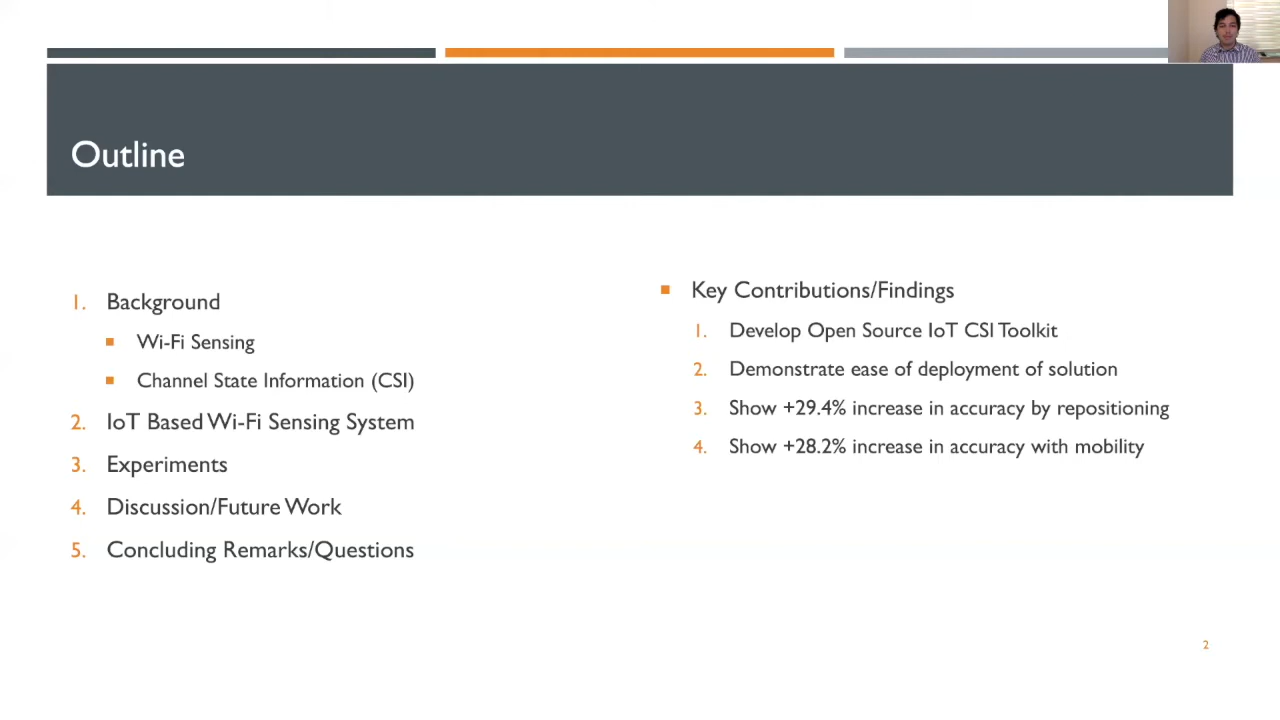 Outline
1. Background
Wi-Fi Sensing
Channel State Information (CSI)
2. IoT Based Wi-Fi Sensing System
3. Experiments
4. Discussion/Future Work
5. Concluding Remarks/Questions
Key Contributions/Findings
1. Develop Open Source IoT CSI Toolkit
2. Demonstrate ease of deployment of solution
3. Show +29.4% increase in accuracy by repositioning
4. Show +28.2% increase in accuracy with mobility
2